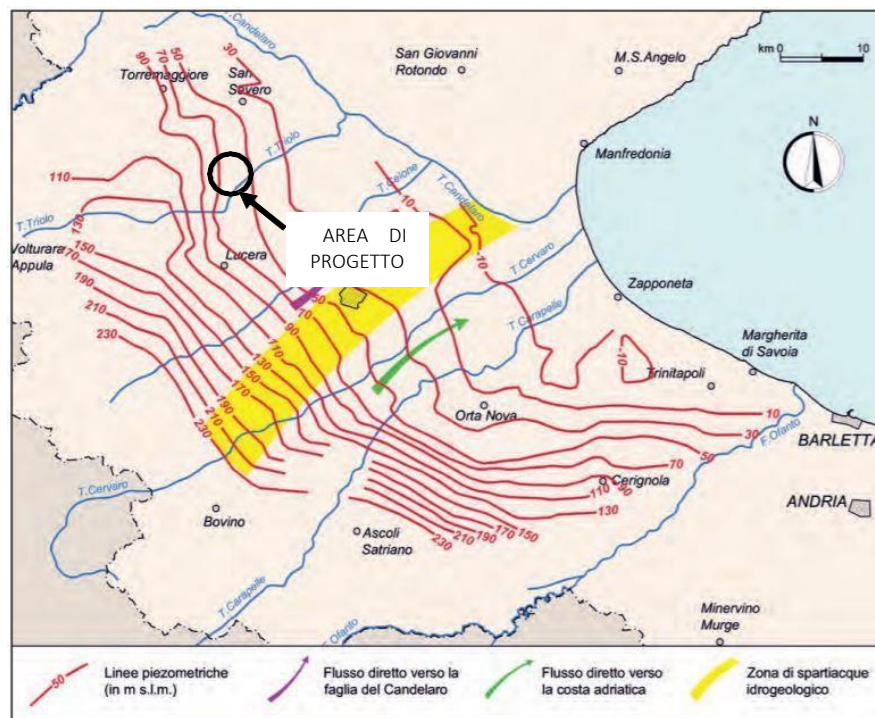 T.Candelaro
90
70
50
30
Torremaggiore
San
Severo
San Giovanni
Rotondo
M.S.Angelo
km 0 10
N
Manfredonia
T.Triolo
110
T.Celone
T.Candelaro
10
T.Triolo
130
AREA DI
PROGETTO
Volturara
Appula
150
70
190
210
230
Lucera
-10
T.Cervaro
Zapponeta
T.Carapelle
50
70
90
110
130
150
170
190
210
230
Margherita
di Savoia
-10
Trinitapoli
Orta Nova
10
30
50
F.Ofanto
BARLETTA
70
Cerignola
90
110
130
ANDRIA
T.Cervaro
Bovino
Ascoli
Satriano
150
170
190
210
230
T.Carapelle
Ofanto
Minervino
Murge
50
Linee piezometriche
(in m s.l.m.)
Flusso diretto verso la
faglia del Candelaro
Flusso diretto verso
la costa adriatica
Zona di spartiacque
idrogeologico